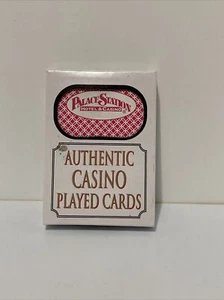 PALACE STATION
HOTEL & CASINO
AUTHENTIC
CASINO
PLAYED CARDS